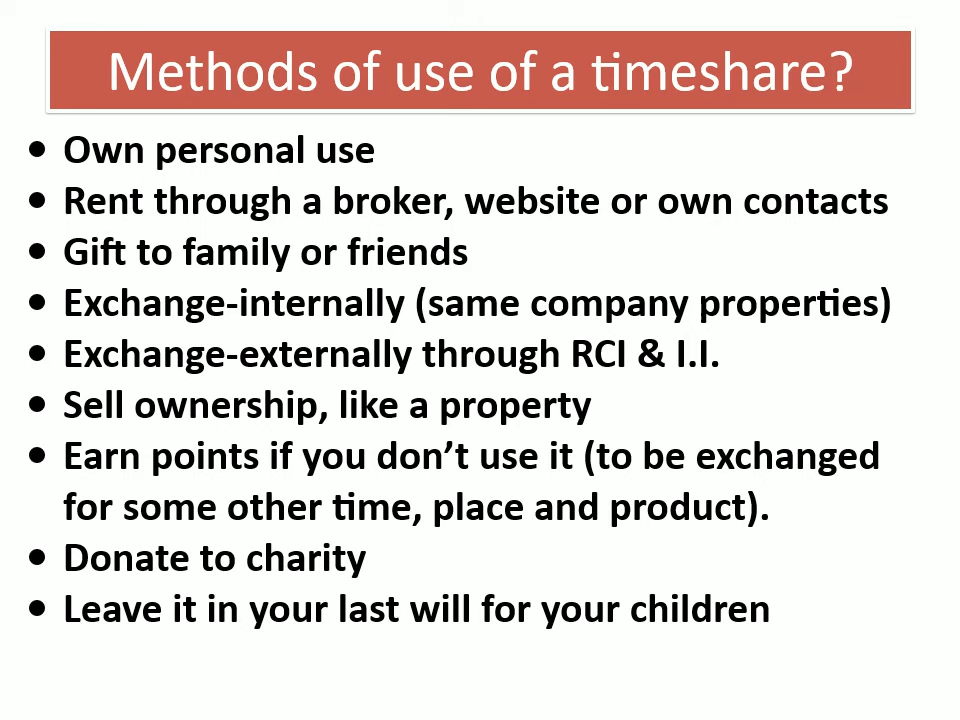 Methods of use of a timeshare?
• Own personal use
• Rent through a broker, website or own contacts
• Gift to family or friends
• Exchange-internally (same company properties)
• Exchange-externally through RCI & I.I.
• Sell ownership, like a property
• Earn points if you don’t use it (to be exchanged
for some other time, place and product).
• Donate to charity
• Leave it in your last will for your children